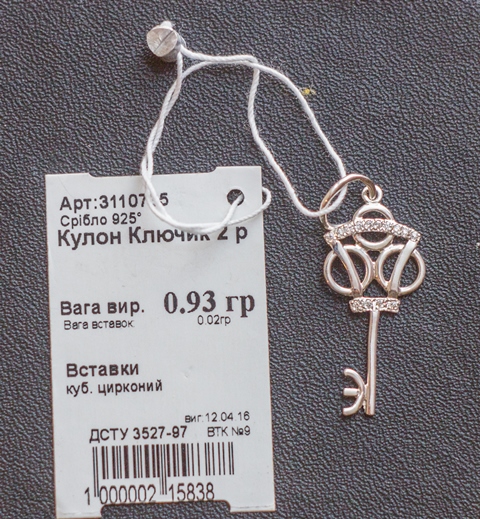 Срібло 925°
Кулон Ключик 2 р
Вага вир. 0.93 гр
Вага вставок 0.02гр
Вставки
куб. цирконий
виг.12.04 16
ДСТУ 3527-97 ВТК №9
1 000002 15838